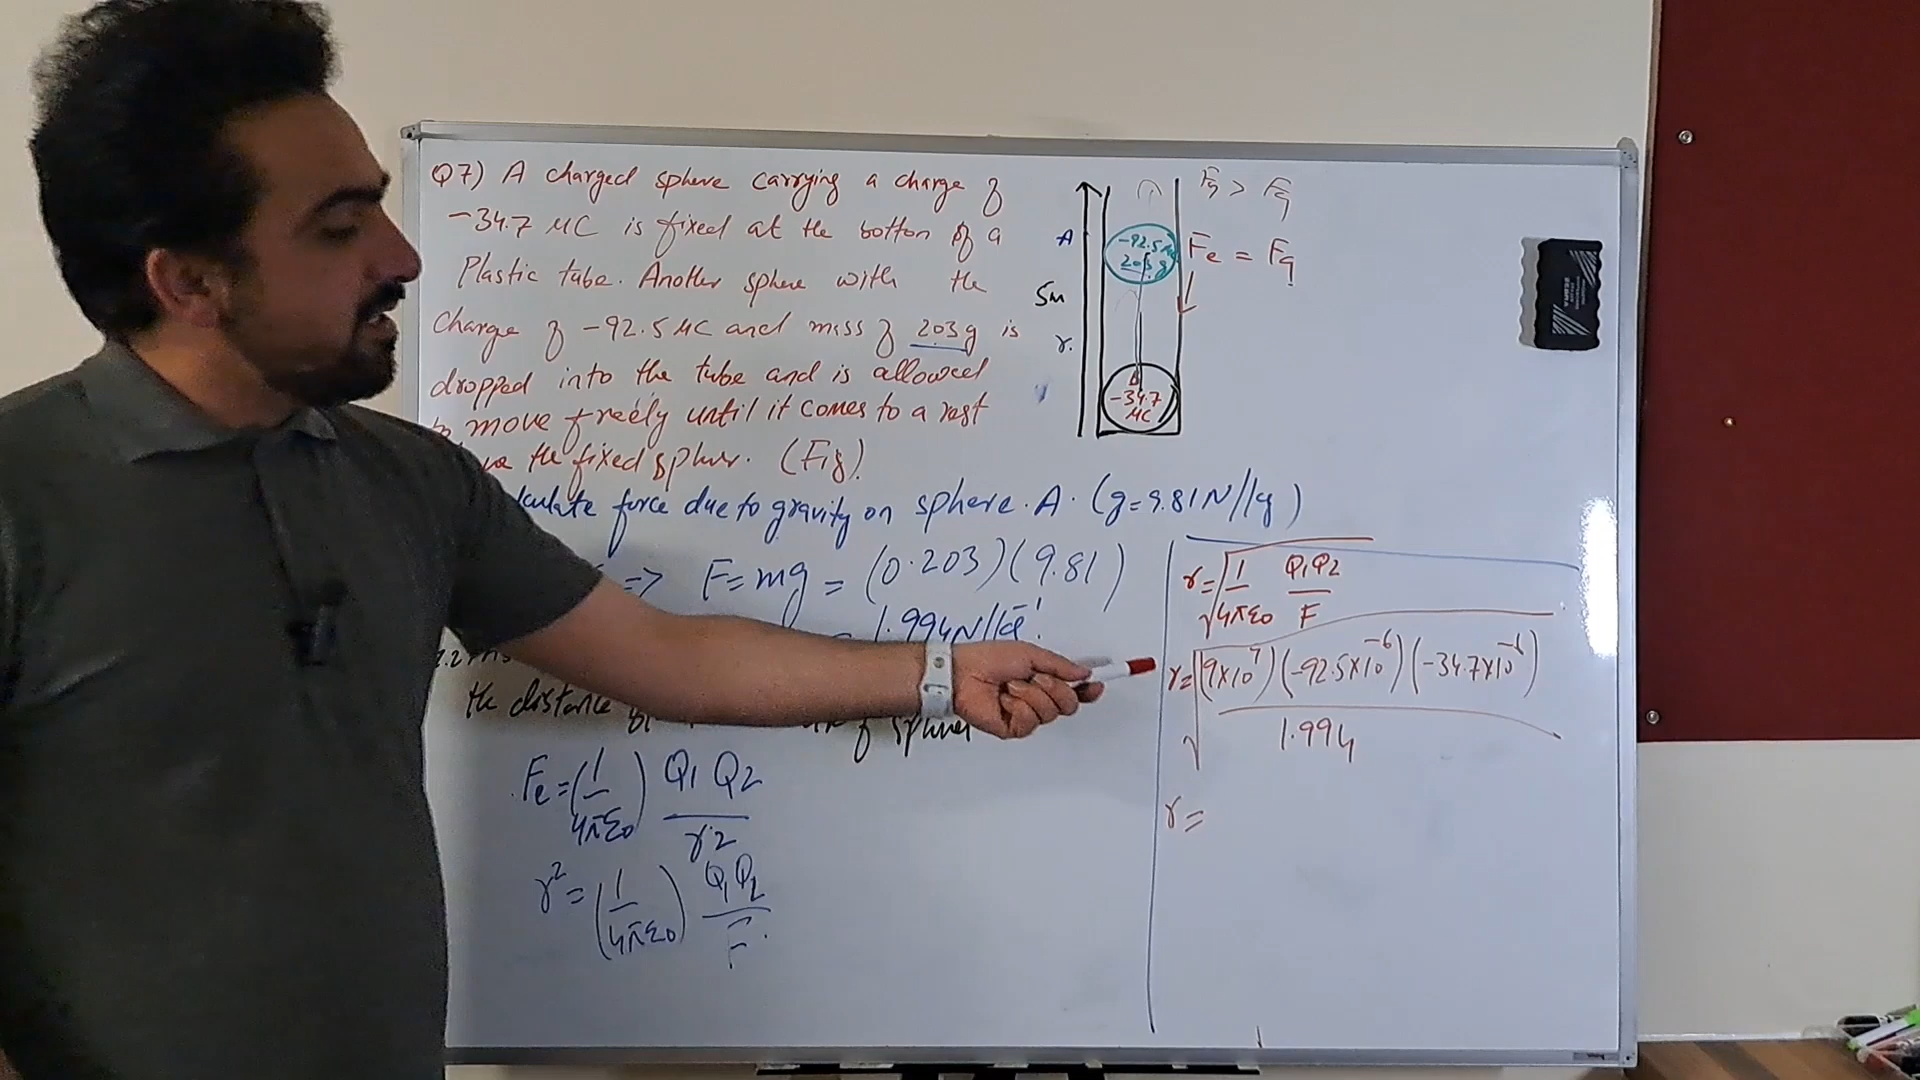 Q7) A charged sphere carrying a charge of
-34.7 μC is fixed at the bottom of a
Plastic tube. Another sphere with the
Charge of -92.5 μC and mass of 203g is
dropped into the tube and is allowed
move freely until it comes to a rest
the fixed spher. (Fig)
force due to gravity on sphere. A. (g=9.81N/kg)
=> F=mg = (0.203)(9.81)
= 1.994N/
the distance
Fe=(1/4πε0) Q1 Q2/r2
r²=(1/4πε0) Q1Q2/F
A
5m
r.
-92.5
-34.7
μC
Fe = Fg
r=√1/4πε0 Q1Q2/F
r=√(9×10⁹)(-92.5×10⁻⁶)(-34.7×10⁻⁶)/1.994
r=